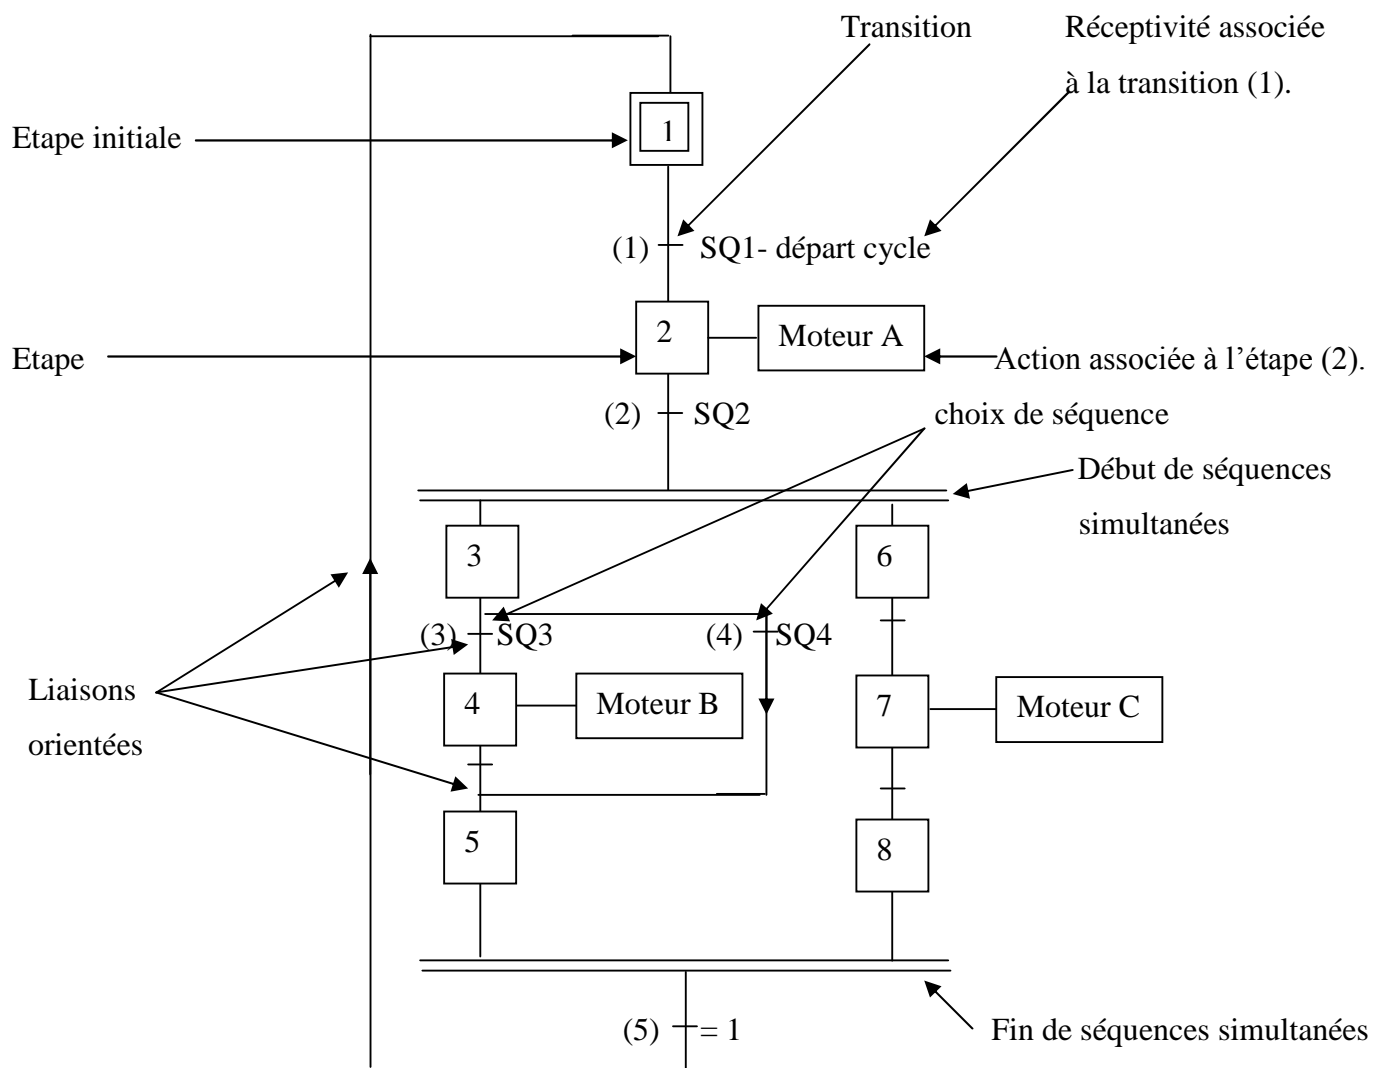 Transition
Réceptivité associée
à la transition (1).
Etape initiale
1
(1) SQ1- départ cycle
2
Moteur A
Etape
Action associée à l’étape (2).
(2) SQ2
choix de séquence
Début de séquences
simultanées
3
6
(3) SQ3
(4) SQ4
Liaisons
orientées
4
Moteur B
7
Moteur C
5
8
(5) = 1
Fin de séquences simultanées